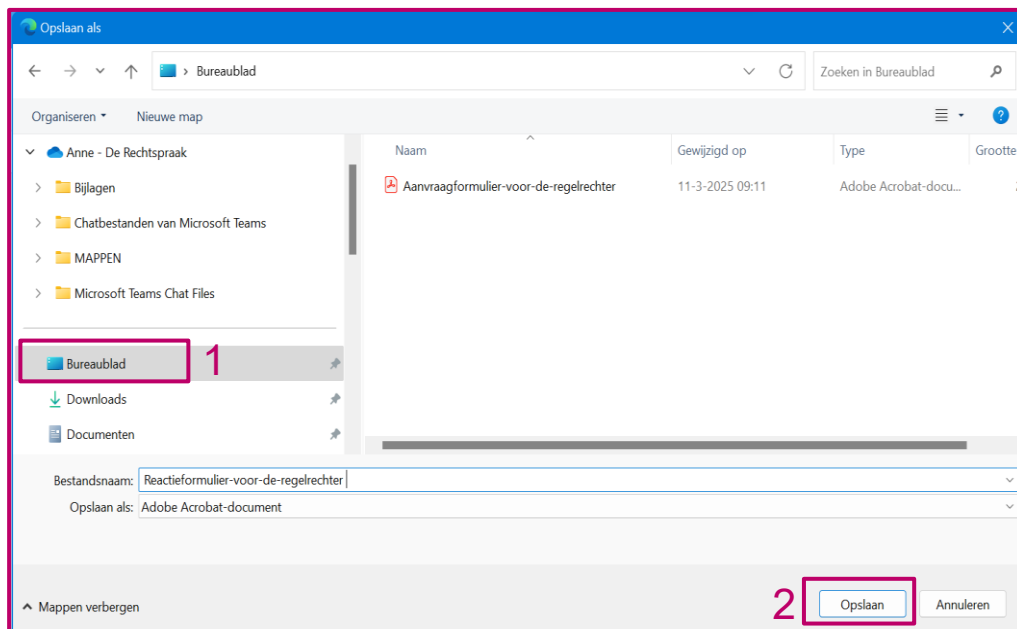 Opslaan als
Bureaublad
Zoeken in Bureaublad
Organiseren
Nieuwe map
Anne - De Rechtspraak
Bijlagen
Chatbestanden van Microsoft Teams
MAPPEN
Microsoft Teams Chat Files
Bureaublad
1
Downloads
Documenten
Naam Gewijzigd op Type Grootte
Aanvraagformulier-voor-de-regelrechter 11-3-2025 09:11 Adobe Acrobat-docu...
Bestandsnaam: Reactieformulier-voor-de-regelrechter
Opslaan als: Adobe Acrobat-document
Mappen verbergen
2
Opslaan
Annuleren